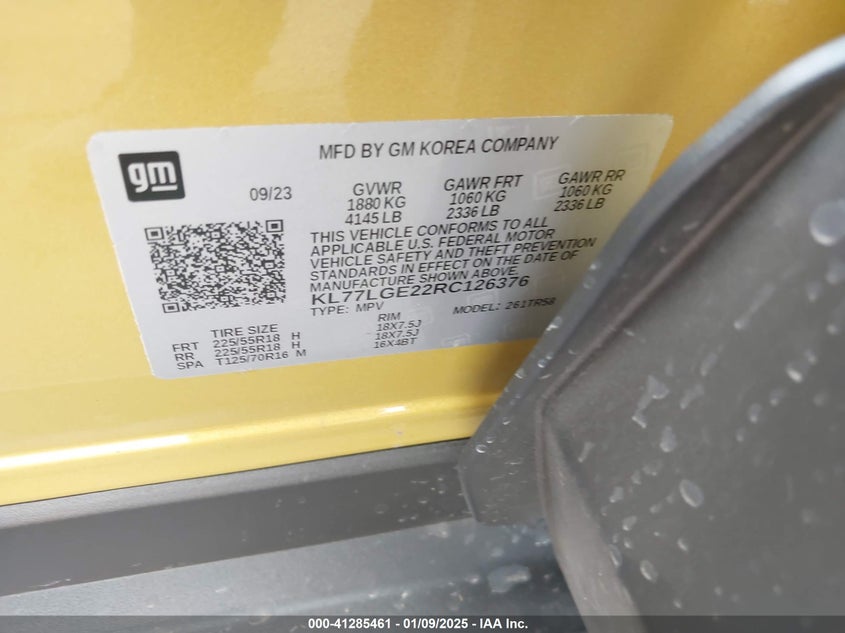 gm
MFD BY GM KOREA COMPANY
09/23
GVWR GAWR FRT GAWR RR
1880 KG 1060 KG 1060 KG
4145 LB 2336 LB 2336 LB
THIS VEHICLE CONFORMS TO ALL
APPLICABLE U.S. FEDERAL MOTOR
VEHICLE SAFETY AND THEFT PREVENTION
STANDARDS IN EFFECT ON THE DATE OF
MANUFACTURE SHOWN ABOVE.
KL77LGE22RC126376
TYPE: MPV MODEL: 261TR58
TIRE SIZE RIM
FRT 225/55R18 H 18X7.5J
RR 225/55R18 H 18X7.5J
SPA T125/70R16 M 16X4BT
000-41285461 - 01/09/2025 - IAA Inc.